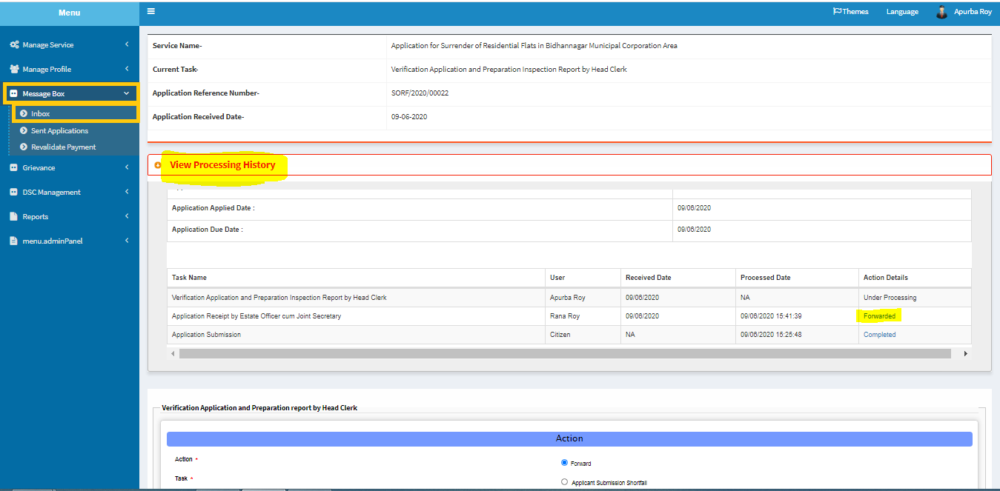 Menu
Themes Language Apurba Roy
Manage Service
Manage Profile
Message Box
Inbox
Sent Applications
Revalidate Payment
Grievance
DSC Management
Reports
menu.adminPanel
Service Name- Application for Surrender of Residential Flats in Bidhannagar Municipal Corporation Area
Current Task- Verification Application and Preparation Inspection Report by Head Clerk
Application Reference Number- SORF/2020/00022
Application Received Date- 09-06-2020
View Processing History
Application Applied Date : 09/06/2020
Application Due Date : 09/06/2020
Task Name User Received Date Processed Date Action Details
Verification Application and Preparation Inspection Report by Head Clerk Apurba Roy 09/06/2020 NA Under Processing
Application Receipt by Estate Officer cum Joint Secretary Rana Roy 09/06/2020 09/06/2020 15:41:39 Forwarded
Application Submission Citizen NA 09/06/2020 15:25:48 Completed
Verification Application and Preparation report by Head Clerk
Action
Action * Forward
Task * Applicant Submission Shortfall